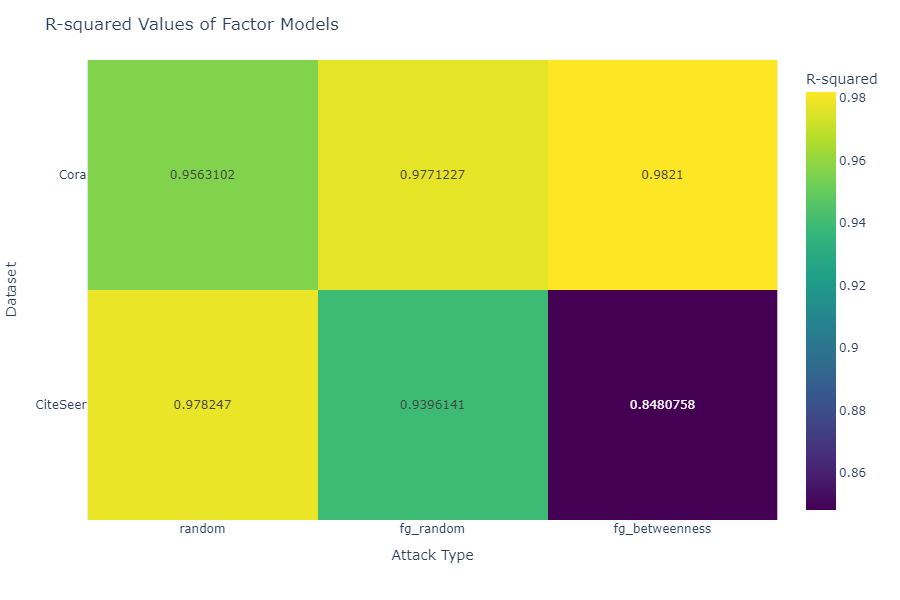 R-squared Values of Factor Models
R-squared
0.98
0.96
0.94
0.92
0.9
0.88
0.86
Dataset
Cora
0.9563102
0.9771227
0.9821
CiteSeer
0.978247
0.9396141
0.8480758
random
fg_random
fg_betweenness
Attack Type